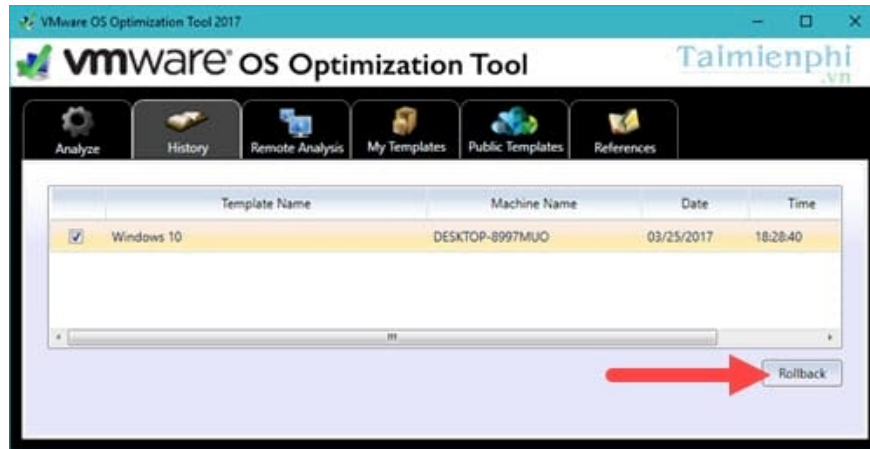 VMware OS Optimization Tool 2017
vmware® OS Optimization Tool
Taimienphi
.vn
Analyze History Remote Analysis My Templates Public Templates References
Template Name Machine Name Date Time
Windows 10 DESKTOP-8997MUO 03/25/2017 18:28:40
Rollback